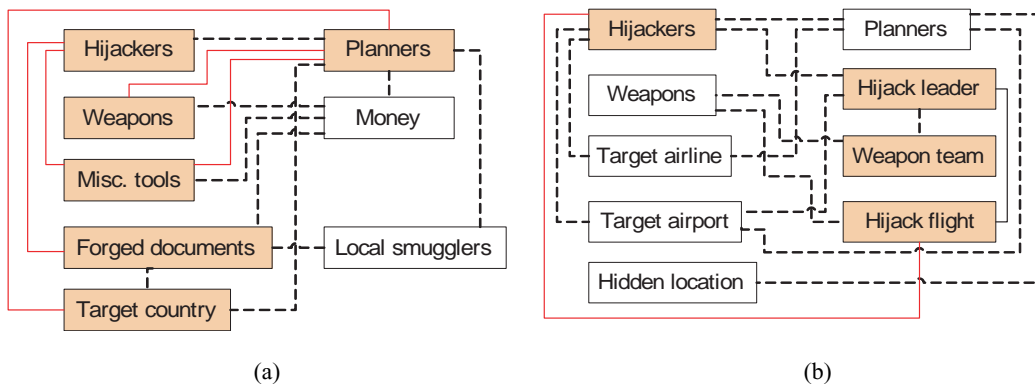 Hijackers
Planners
Weapons
Money
Misc. tools
Forged documents
Local smugglers
Target country
(a)
Hijackers
Planners
Weapons
Hijack leader
Target airline
Weapon team
Target airport
Hijack flight
Hidden location
(b)